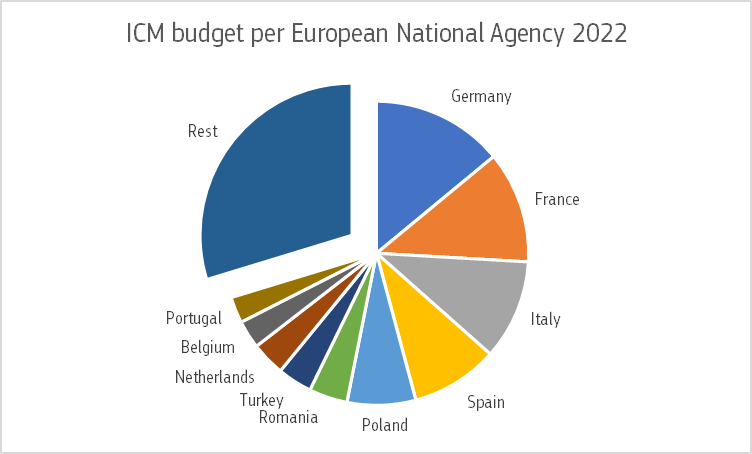 ICM budget per European National Agency 2022
Germany
France
Italy
Spain
Poland
Romania
Turkey
Netherlands
Belgium
Portugal
Rest